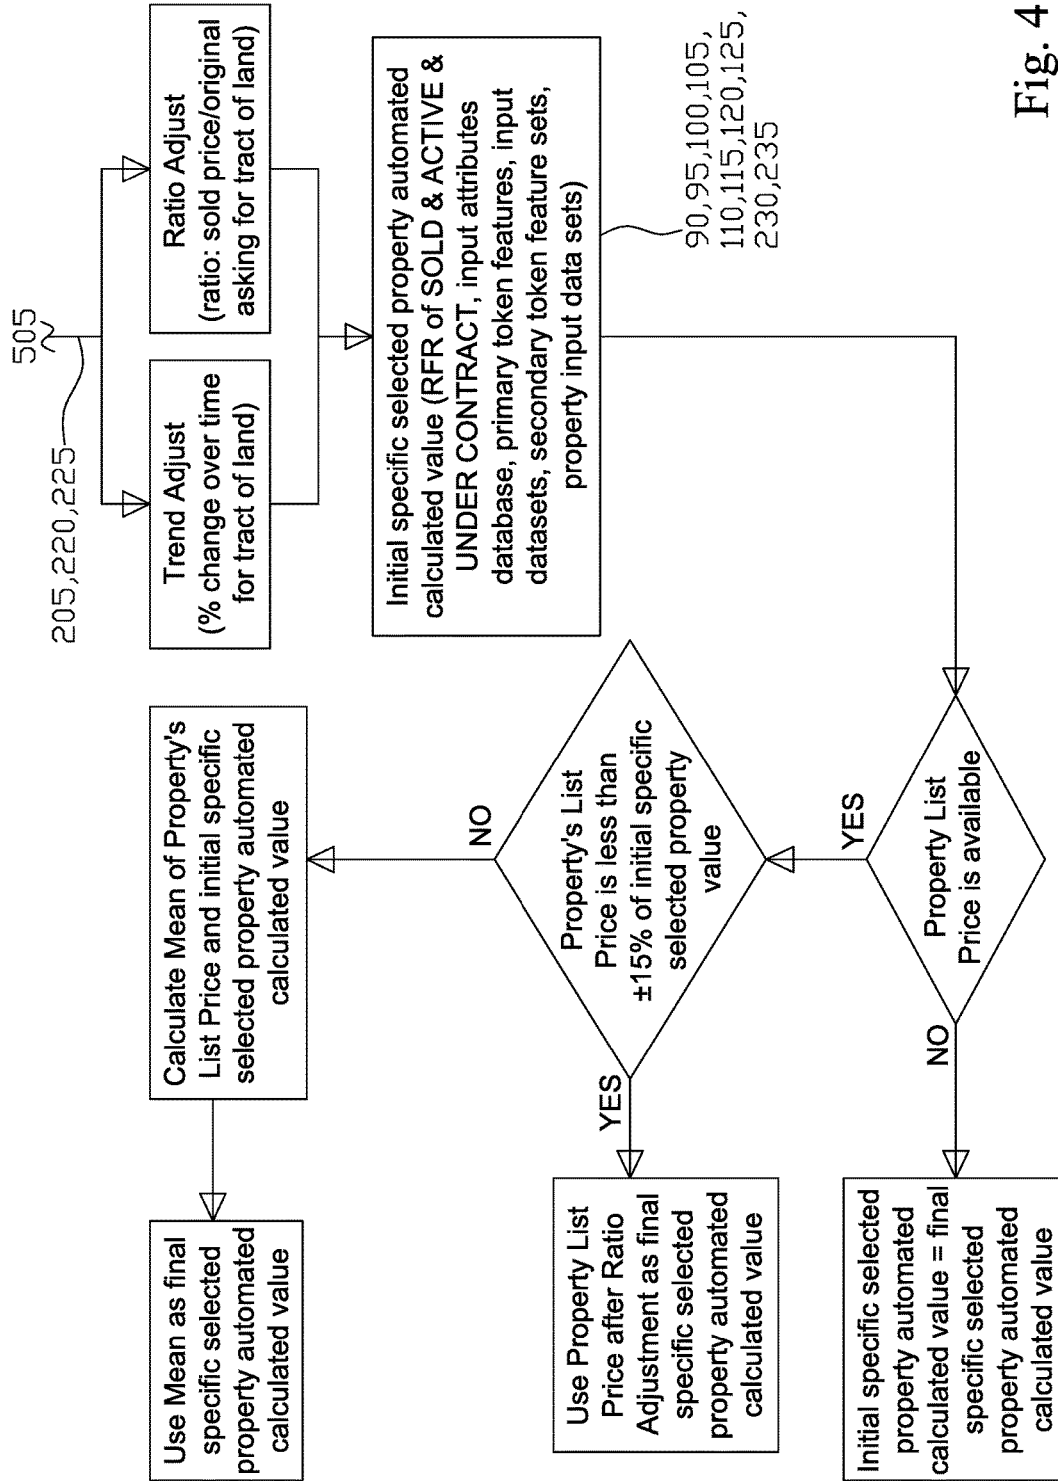 505
205,220,225
Trend Adjust
(% change over time
for tract of land)
Ratio Adjust
(ratio: sold price/original
asking for tract of land)
Initial specific selected property automated
calculated value (RFR of SOLD & ACTIVE &
UNDER CONTRACT, input attributes
database, primary token features, input
datasets, secondary token feature sets,
property input data sets)
90,95,100,105,
110,115,120,125,
230,235
Property List
Price is available
YES
NO
Property's List
Price is less than
±15% of initial specific
selected property
value
NO
YES
Calculate Mean of Property's
List Price and initial specific
selected property automated
calculated value
Use Mean as final
specific selected
property automated
calculated value
Use Property List
Price after Ratio
Adjustment as final
specific selected
property automated
calculated value
Initial specific selected
property automated
calculated value = final
specific selected
property automated
calculated value
Fig. 4